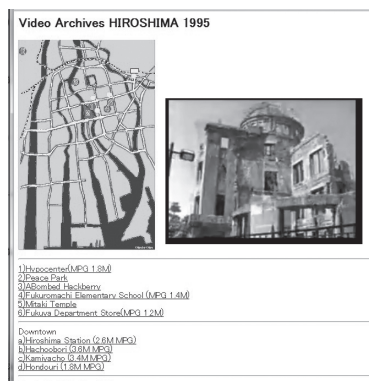 Video Archives HIROSHIMA 1995
1)Hypocenter(MPG 1.8M)
2)Peace Park
3)ABombed Hackberry
4)Fukuromachi Elementary School (MPG 1.4M)
5)Mitaki Temple
6)Fukuya Department Store(MPG 1.2M)
Downtown
a)Hiroshima Station (2.6M MPG)
b)Hachoobori (3.6M MPG)
c)Kamiyacho (3.4M MPG)
d)Hondouri (1.8M MPG)